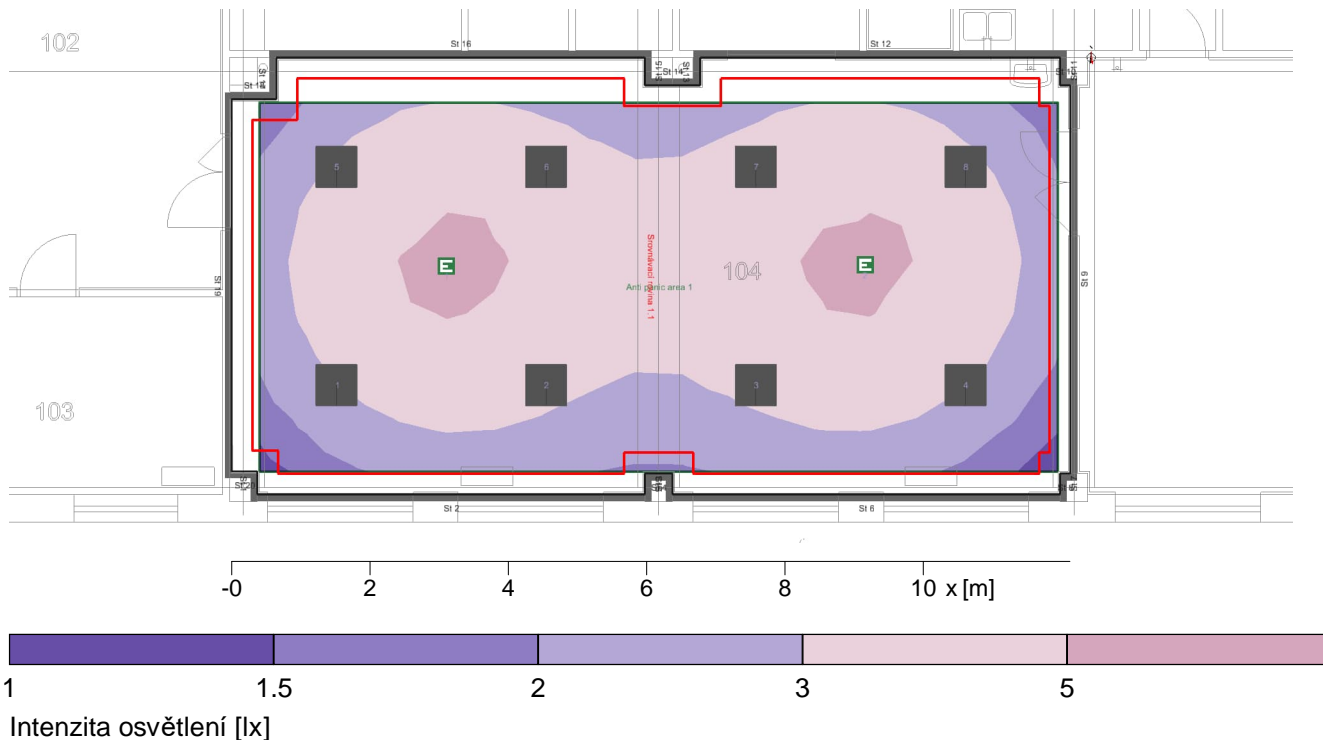 102
St 16
St 12
St 14
St 15
St 13
St 11
5
6
7
8
St 19
E
E
104
Srovnávací rovina 1.1
Anti panic area 1
St 9
103
1
2
3
4
St 20
St 2
St 6
-0 2 4 6 8 10 x [m]
1 1.5 2 3 5
Intenzita osvětlení [lx]